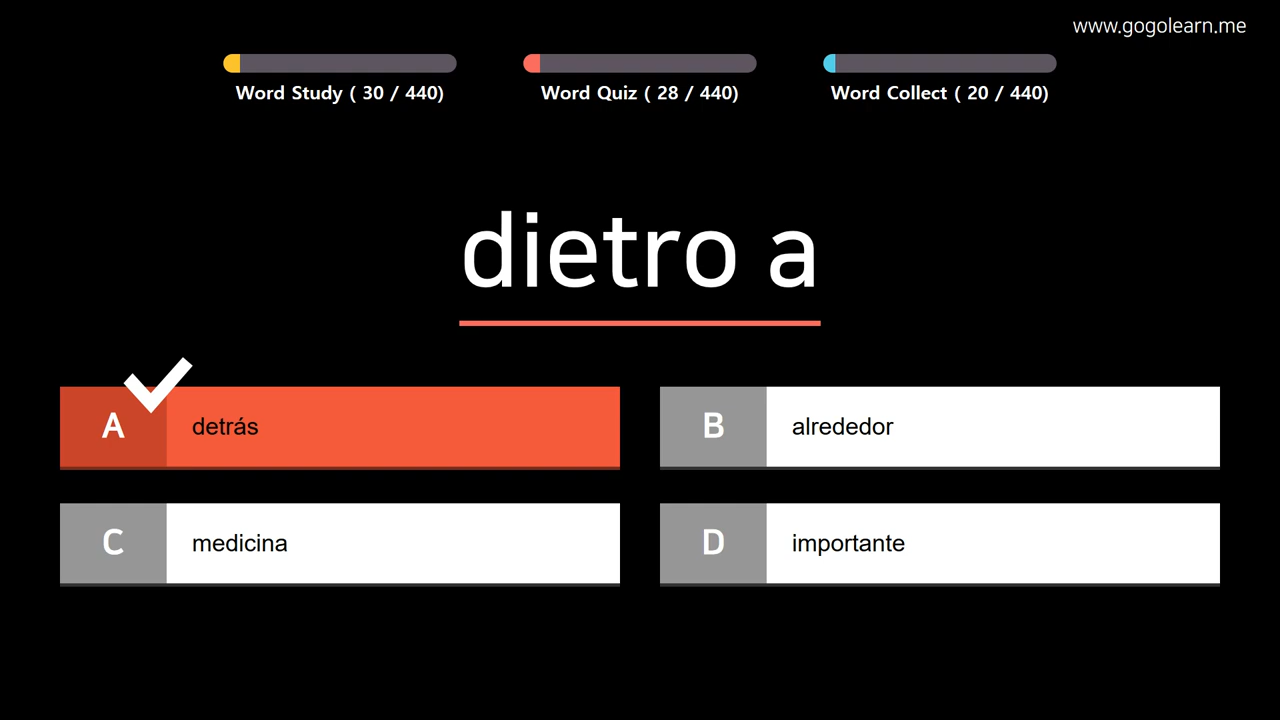 www.gogolearn.me
Word Study ( 30 / 440)
Word Quiz ( 28 / 440)
Word Collect ( 20 / 440)
dietro a
A detrás
B alrededor
C medicina
D importante